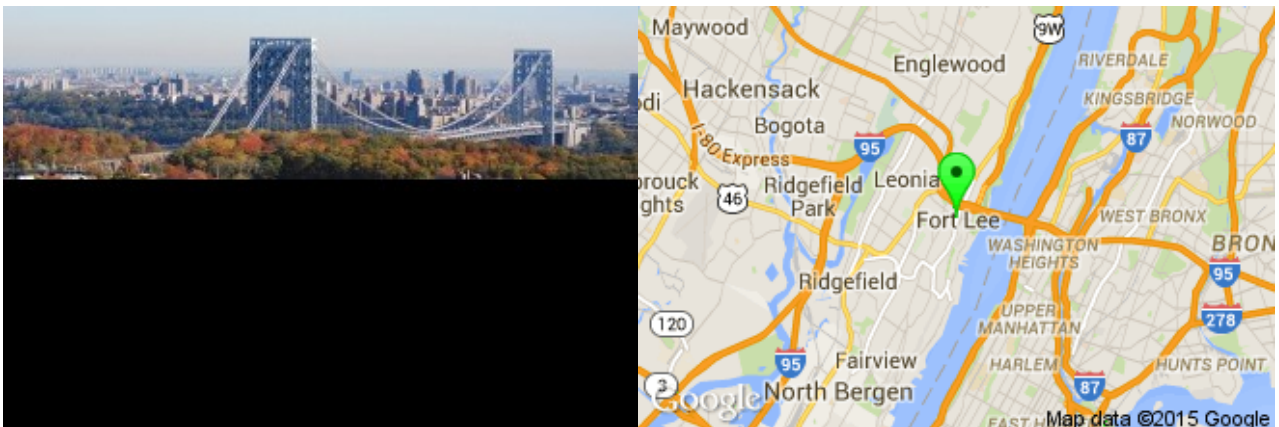 Maywood
9W
Englewood
RIVERDALE
Hackensack
KINGSBRIDGE
NORWOOD
Bogota
95
87
I-80 Express
Ridgefield
Park
Leonia
46
Fort Lee
WEST BRONX
WASHINGTON
HEIGHTS
BRON
95
Ridgefield
278
120
UPPER
MANHATTAN
95
Fairview
HARLEM
HUNTS POINT
3
North Bergen
87
Google
Map data ©2015 Google